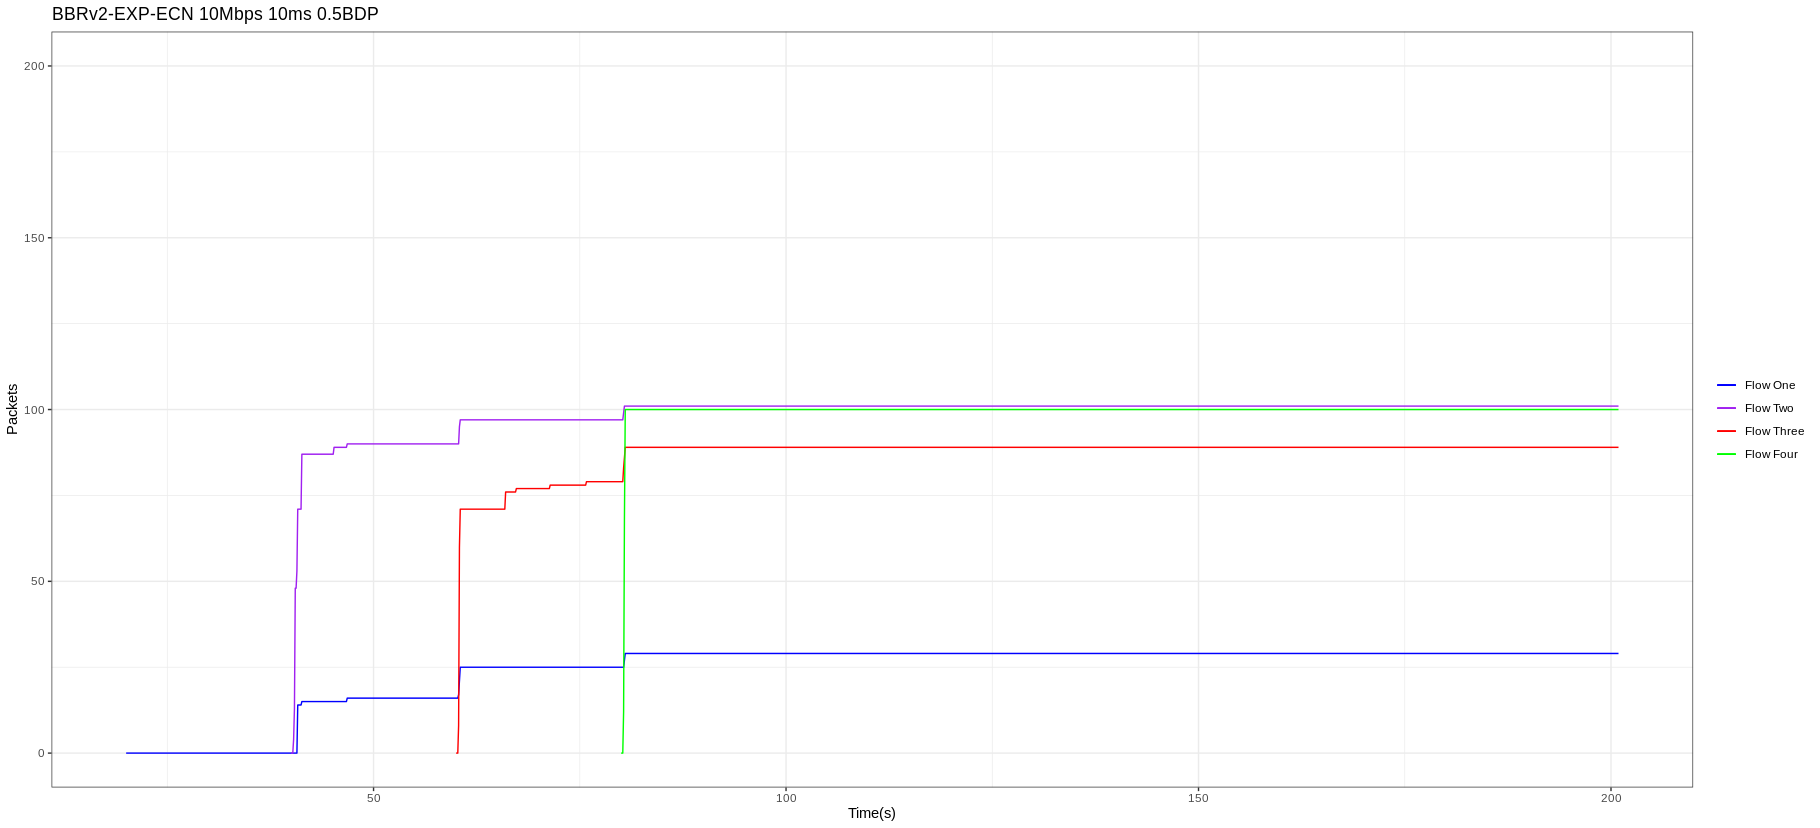 BBRv2-EXP-ECN 10Mbps 10ms 0.5BDP
200
150
100
50
0
Packets
50
100
150
200
Time(s)
Flow One
Flow Two
Flow Three
Flow Four